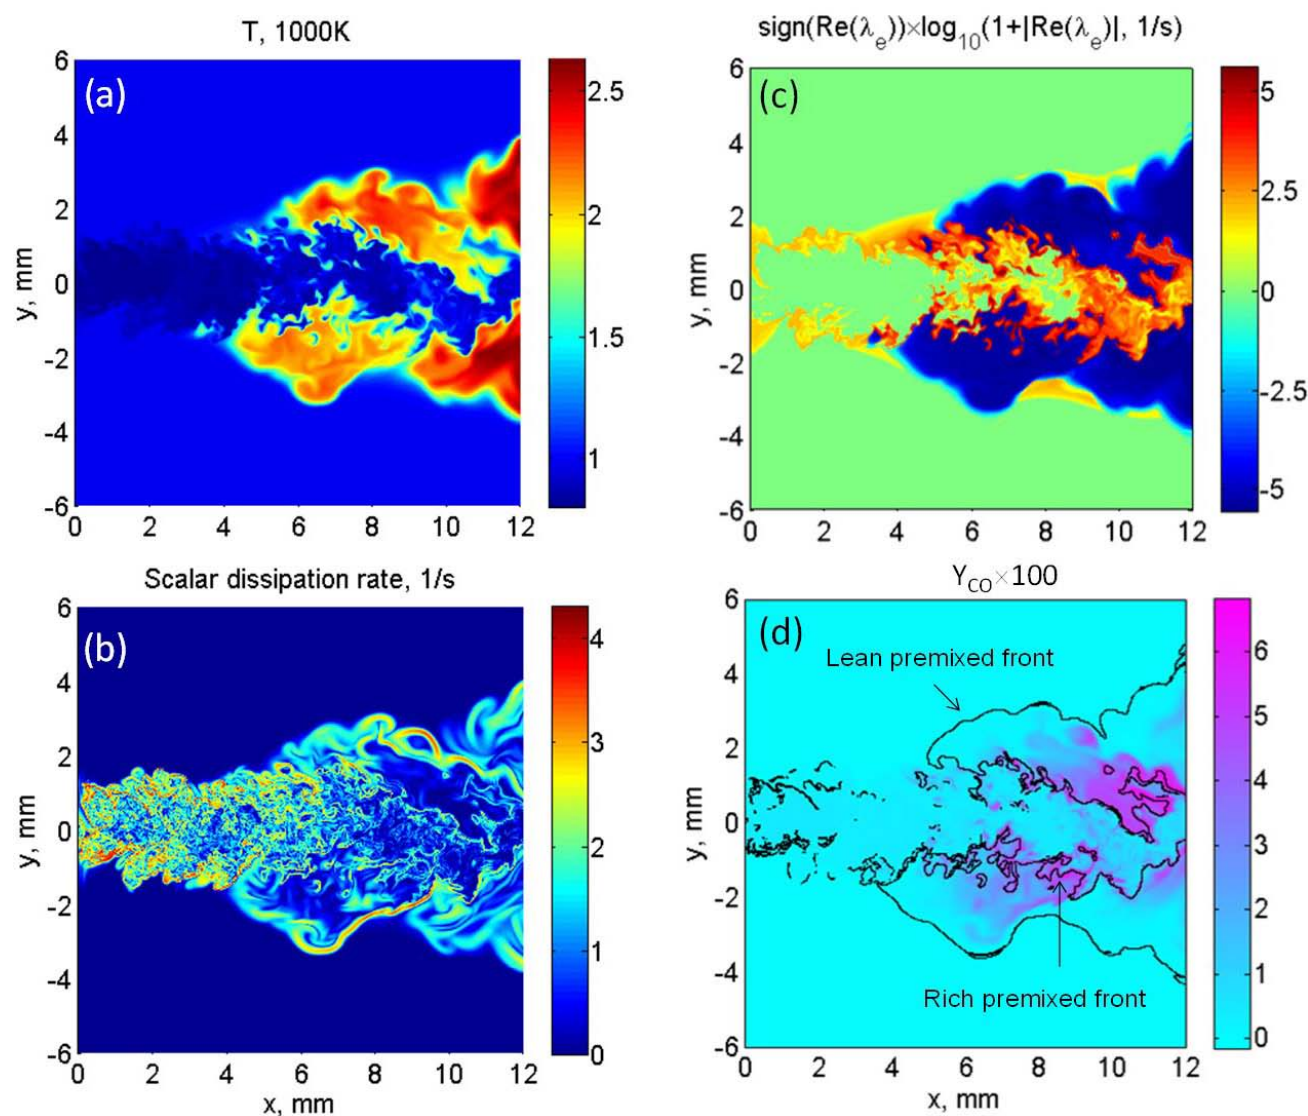 T, 1000K
(a)
6
4
2
0
-2
-4
-6
y, mm
0 2 4 6 8 10 12
2.5
2
1.5
1
sign(Re(λe))×log10(1+|Re(λe)|, 1/s)
(c)
6
4
2
0
-2
-4
-6
y, mm
0 2 4 6 8 10 12
5
2.5
0
-2.5
-5
Scalar dissipation rate, 1/s
(b)
6
4
2
0
-2
-4
-6
y, mm
0 2 4 6 8 10 12
x, mm
4
3
2
1
0
YCO×100
(d)
Lean premixed front
Rich premixed front
6
4
2
0
-2
-4
-6
y, mm
0 2 4 6 8 10 12
x, mm
6
5
4
3
2
1
0